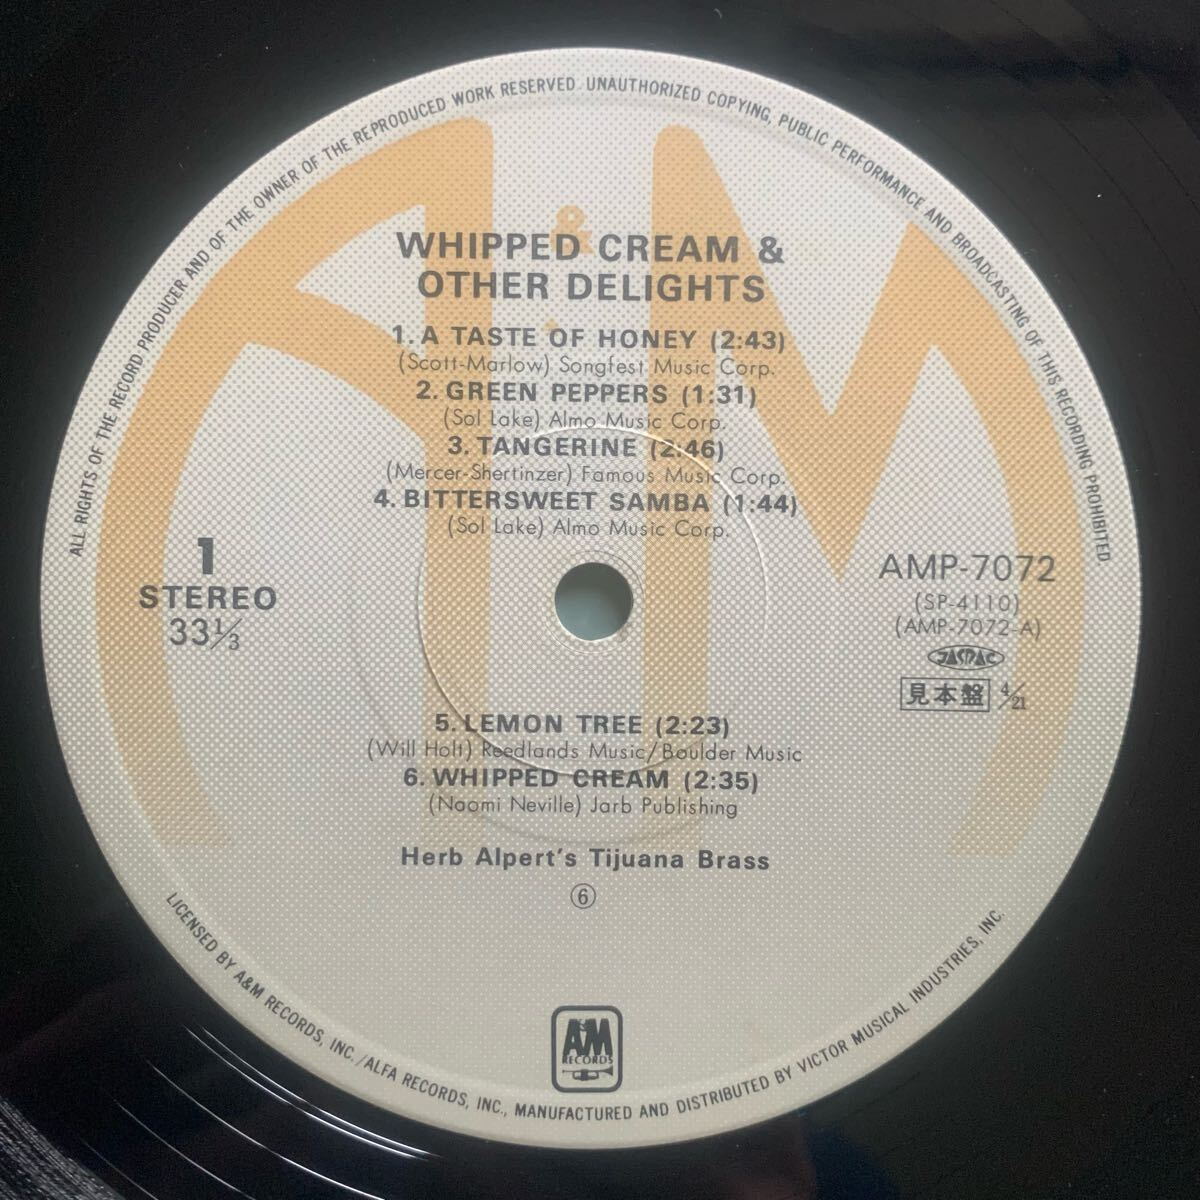 ALL RIGHTS OF THE RECORD PRODUCER AND OF THE OWNER OF THE REPRODUCED WORK RESERVED. UNAUTHORIZED COPYING, PUBLIC PERFORMANCE AND BROADCASTING OF THIS RECORDING PROHIBITED
&
WHIPPED CREAM &
OTHER DELIGHTS
1. A TASTE OF HONEY (2:43)
(Scott-Marlow) Songfest Music Corp.
2. GREEN PEPPERS (1:31)
(Sol Lake) Almo Music Corp.
3. TANGERINE (2:46)
(Mercer-Shertinzer) Famous Music Corp.
4. BITTERSWEET SAMBA (1:44)
(Sol Lake) Almo Music Corp.
1
STEREO
33⅓
AMP-7072
(SP-4110)
(AMP-7072-A)
JASRAC
見本盤 4/21
5. LEMON TREE (2:23)
(Will Holt) Reedlands Music/Boulder Music
6. WHIPPED CREAM (2:35)
(Naomi Neville) Jarb Publishing
Herb Alpert's Tijuana Brass
⑥
A&M
RECORDS
LICENSED BY A&M RECORDS, INC./ALFA RECORDS, INC., MANUFACTURED AND DISTRIBUTED BY VICTOR MUSICAL INDUSTRIES, INC.